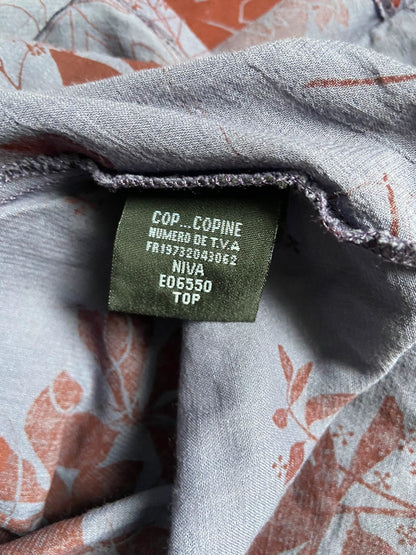 COP...COPINE
NUMERO DE T.V.A
FR19732043062
NIVA
E06550
TOP